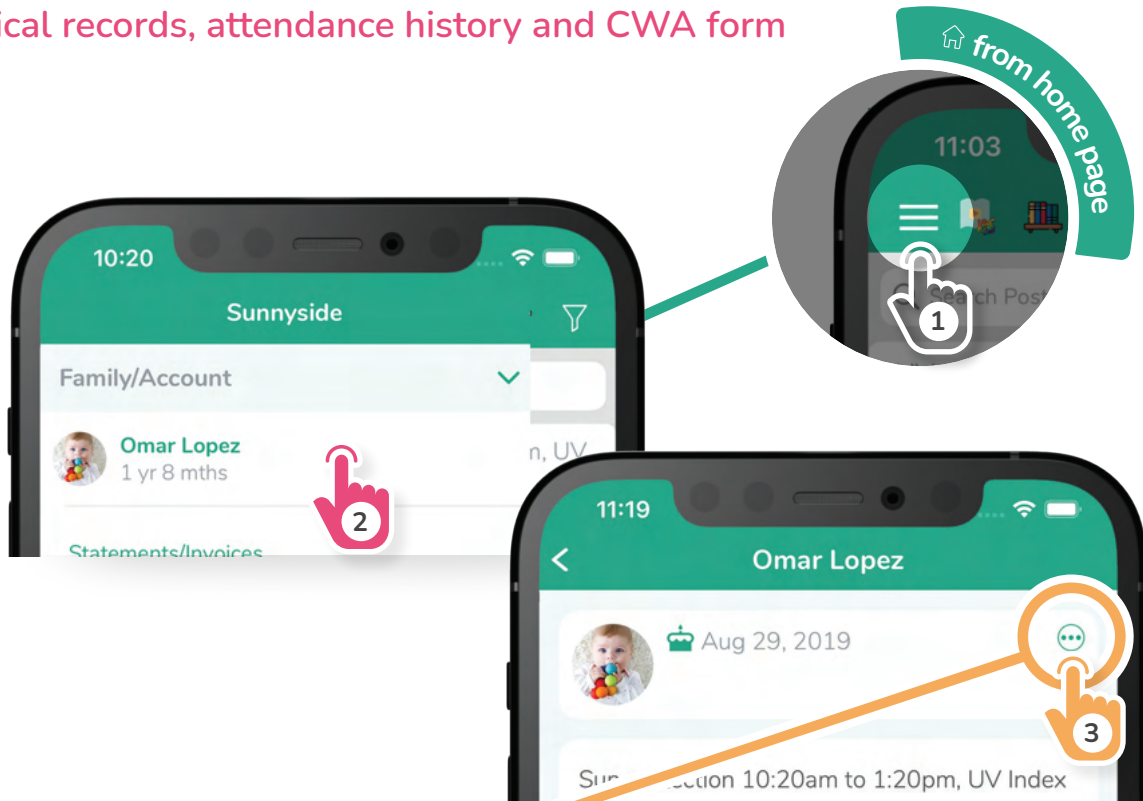 ical records, attendance history and CWA form
from home page
11:03
Search Post
1
10:20
Sunnyside
Family/Account
Omar Lopez
1 yr 8 mths
n, UV
2
Statements/Invoices
11:19
Omar Lopez
Aug 29, 2019
3
10:20am to 1:20pm, UV Index